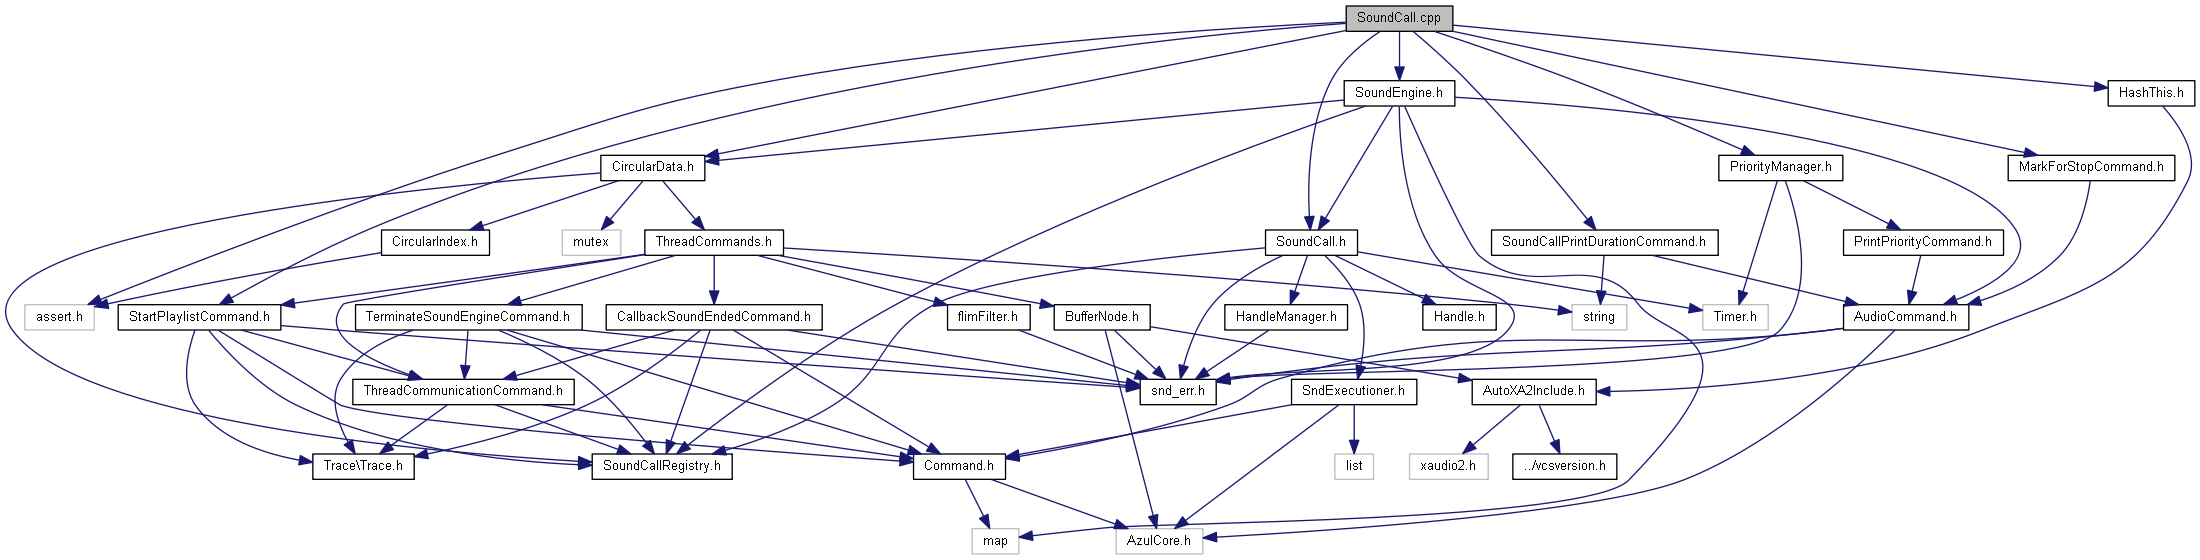 SoundCall.cpp
SoundEngine.h
HashThis.h
CircularData.h
PriorityManager.h
MarkForStopCommand.h
CircularIndex.h
mutex
ThreadCommands.h
SoundCall.h
SoundCallPrintDurationCommand.h
PrintPriorityCommand.h
assert.h
StartPlaylistCommand.h
TerminateSoundEngineCommand.h
CallbackSoundEndedCommand.h
flimFilter.h
BufferNode.h
HandleManager.h
Handle.h
string
Timer.h
AudioCommand.h
ThreadCommunicationCommand.h
snd_err.h
SndExecutioner.h
AutoXA2Include.h
Trace\Trace.h
SoundCallRegistry.h
Command.h
list
xaudio2.h
../vcsversion.h
map
AzulCore.h